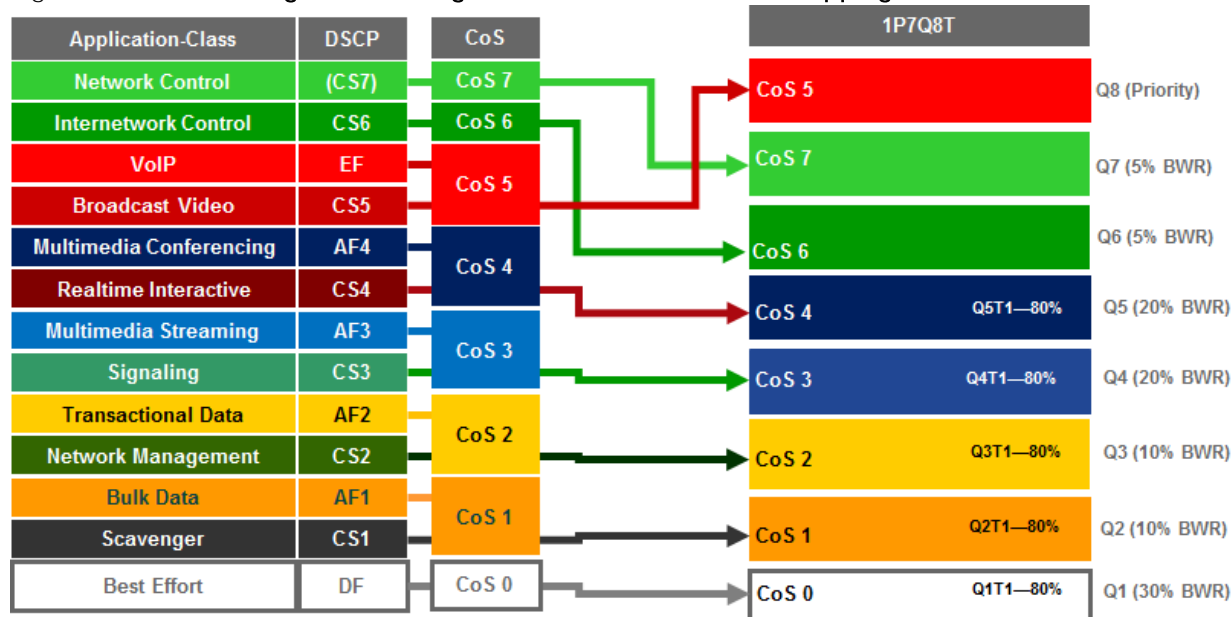 Application-Class DSCP CoS 1P7Q8T
Network Control (CS7) CoS 7
Internetwork Control CS6 CoS 6
VoIP EF
CoS 5
Broadcast Video CS5
Multimedia Conferencing AF4
CoS 4
Realtime Interactive CS4
Multimedia Streaming AF3
CoS 3
Signaling CS3
Transactional Data AF2
CoS 2
Network Management CS2
Bulk Data AF1
CoS 1
Scavenger CS1
Best Effort DF CoS 0
CoS 5 Q8 (Priority)
CoS 7 Q7 (5% BWR)
CoS 6 Q6 (5% BWR)
CoS 4 Q5T1—80% Q5 (20% BWR)
CoS 3 Q4T1—80% Q4 (20% BWR)
CoS 2 Q3T1—80% Q3 (10% BWR)
CoS 1 Q2T1—80% Q2 (10% BWR)
CoS 0 Q1T1—80% Q1 (30% BWR)